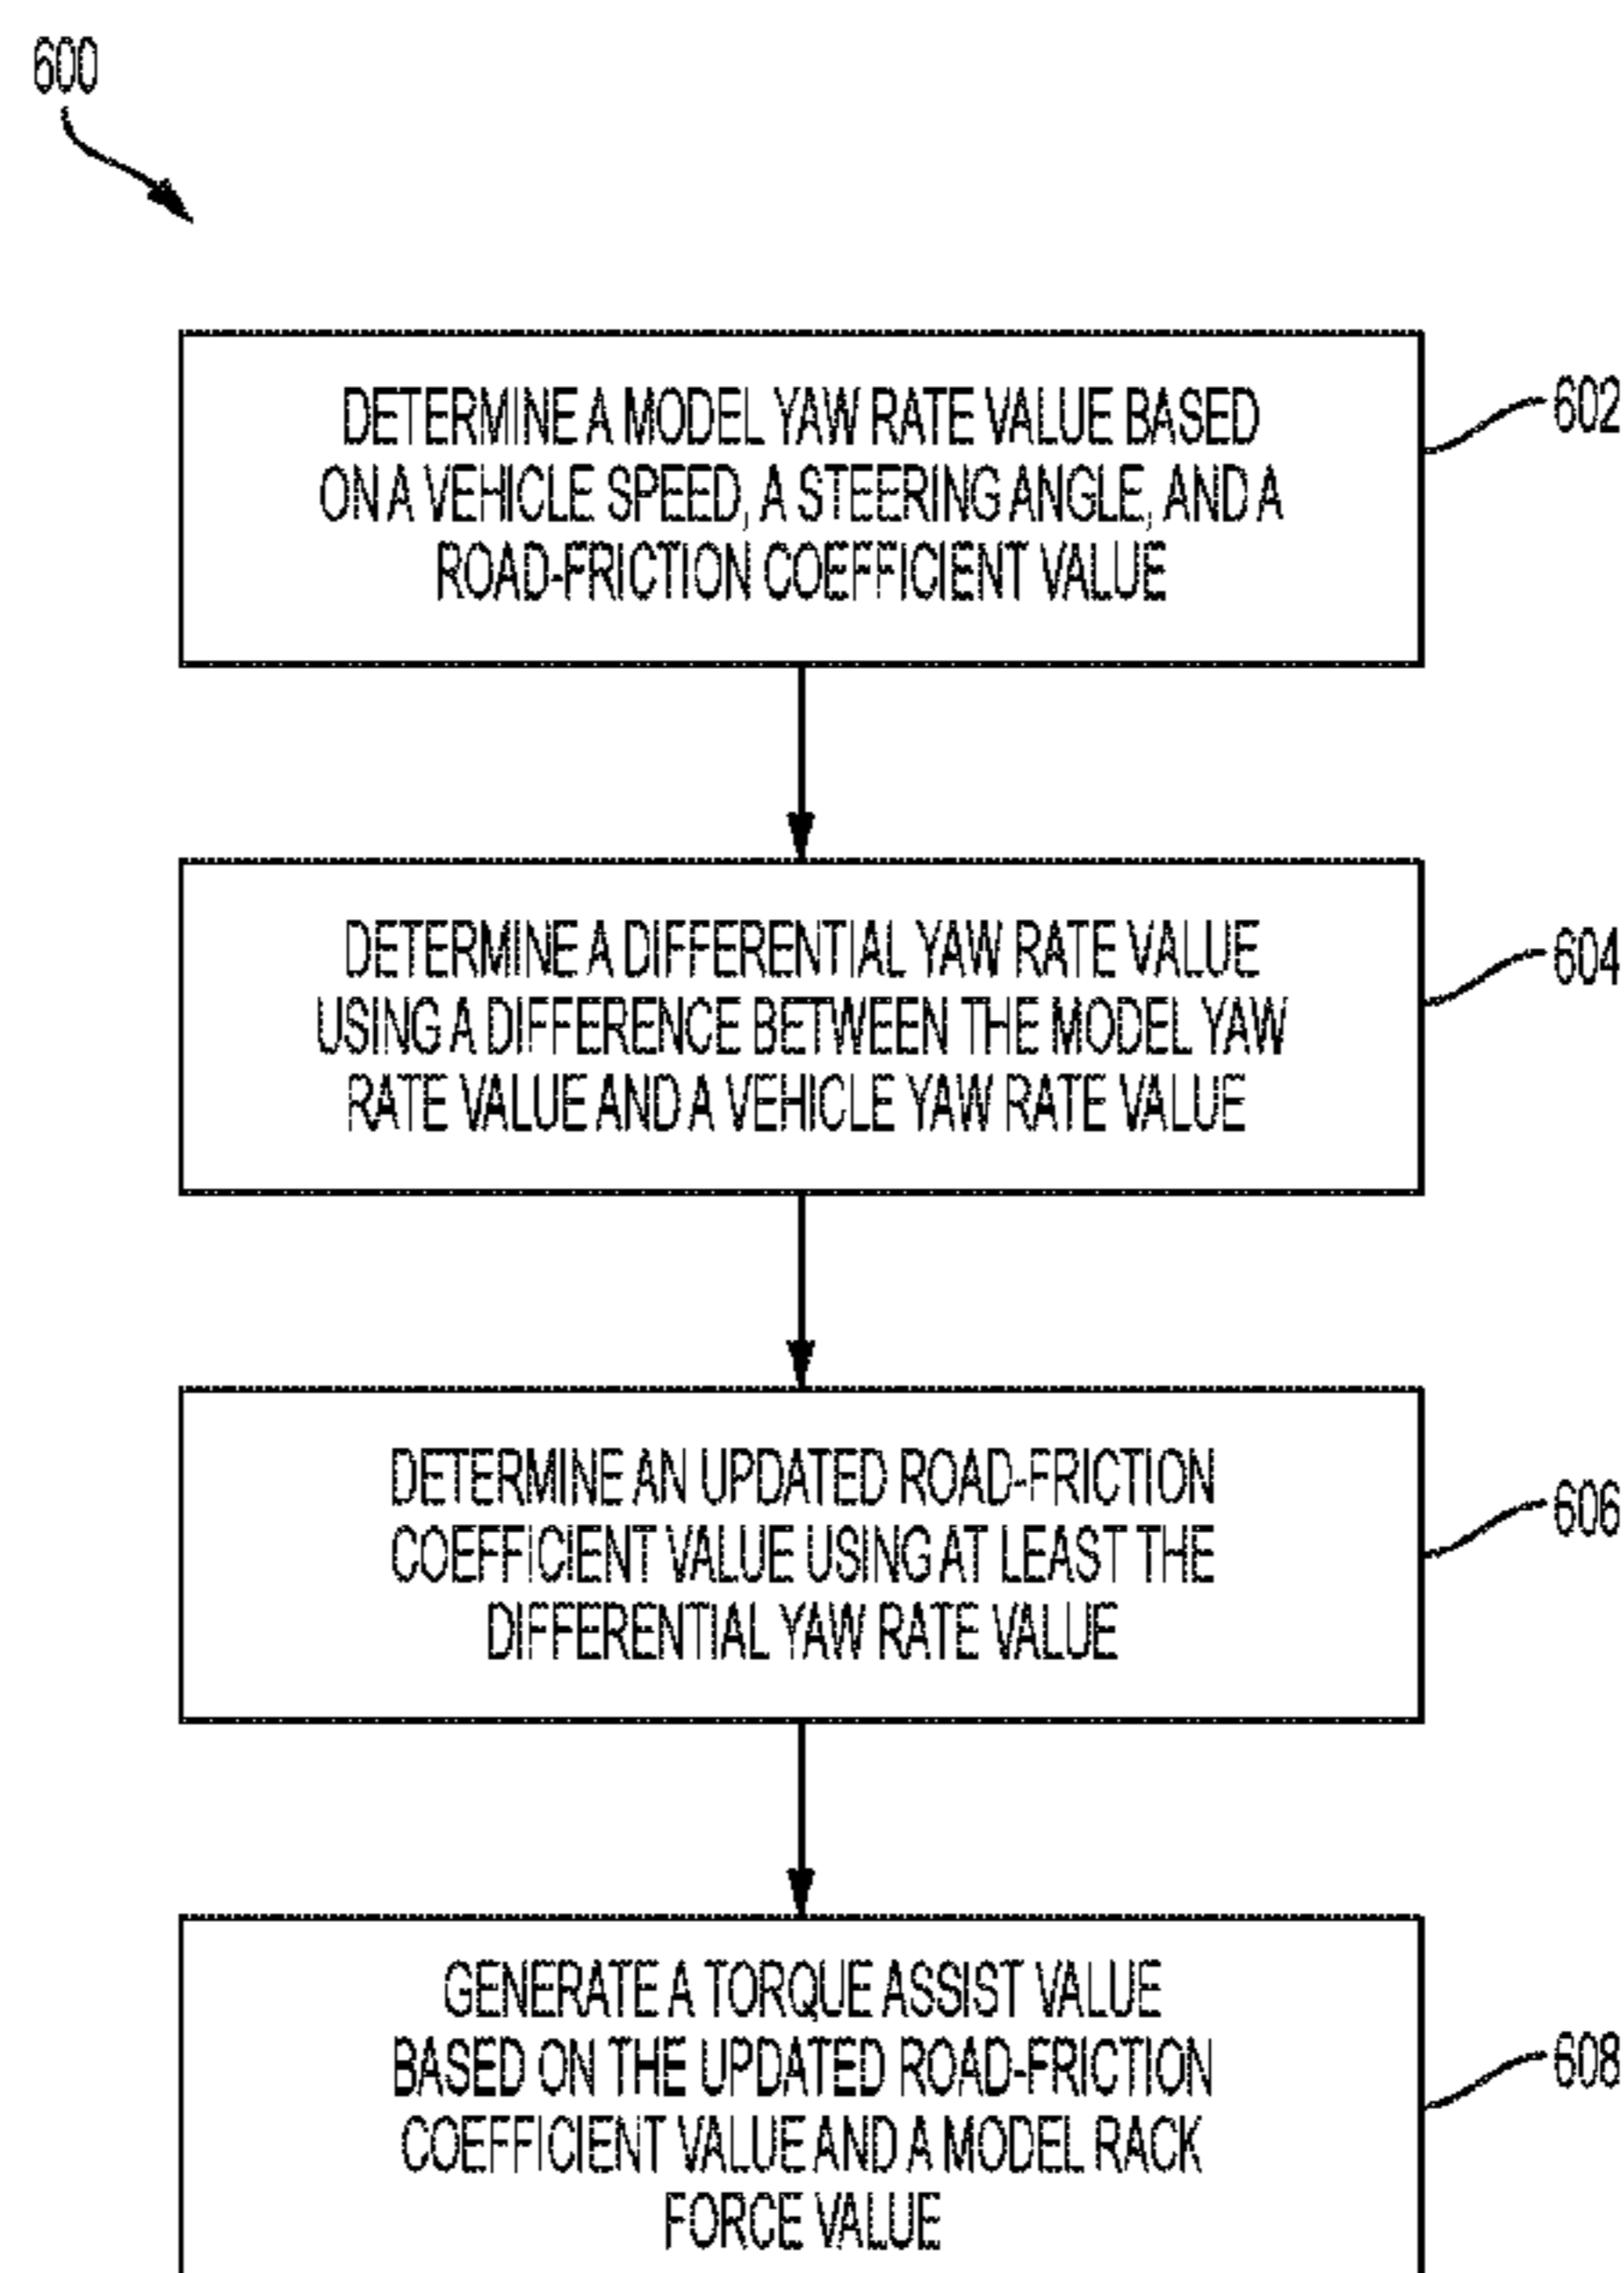 600
DETERMINE A MODEL YAW RATE VALUE BASED
ON A VEHICLE SPEED, A STEERING ANGLE, AND A
ROAD-FRICTION COEFFICIENT VALUE
602
DETERMINE A DIFFERENTIAL YAW RATE VALUE
USING A DIFFERENCE BETWEEN THE MODEL YAW
RATE VALUE AND A VEHICLE YAW RATE VALUE
604
DETERMINE AN UPDATED ROAD-FRICTION
COEFFICIENT VALUE USING AT LEAST THE
DIFFERENTIAL YAW RATE VALUE
606
GENERATE A TORQUE ASSIST VALUE
BASED ON THE UPDATED ROAD-FRICTION
COEFFICIENT VALUE AND A MODEL RACK
FORCE VALUE
608